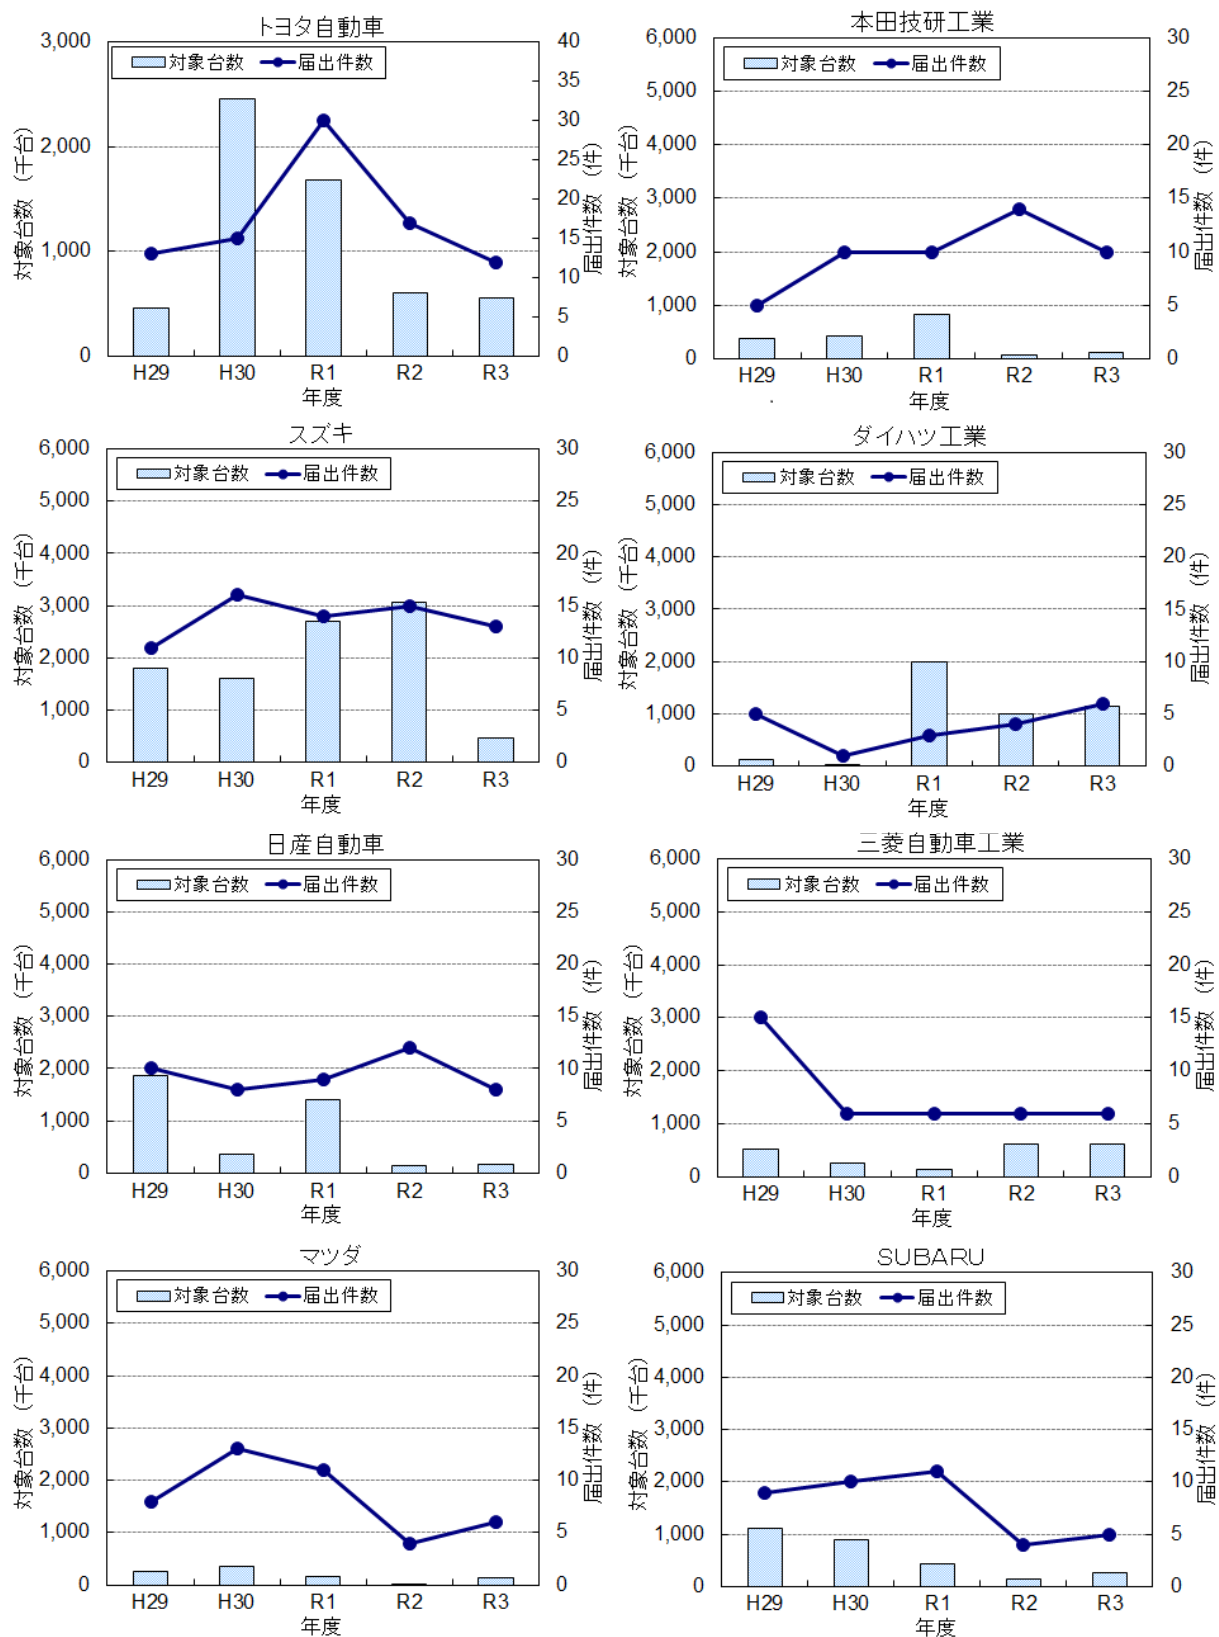 トヨタ自動車
対象台数 届出件数
対象台数 (千台)
3,000
2,000
1,000
0
40
35
30
25
20
15
10
5
0
届出件数 (件)
H29 H30 R1 R2 R3
年度
本田技研工業
対象台数 届出件数
対象台数 (千台)
6,000
5,000
4,000
3,000
2,000
1,000
0
30
25
20
15
10
5
0
届出件数 (件)
H29 H30 R1 R2 R3
年度
スズキ
対象台数 届出件数
対象台数 (千台)
6,000
5,000
4,000
3,000
2,000
1,000
0
30
25
20
15
10
5
0
届出件数 (件)
H29 H30 R1 R2 R3
年度
ダイハツ工業
対象台数 届出件数
対象台数 (千台)
6,000
5,000
4,000
3,000
2,000
1,000
0
30
25
20
15
10
5
0
届出件数 (件)
H29 H30 R1 R2 R3
年度
日産自動車
対象台数 届出件数
対象台数 (千台)
6,000
5,000
4,000
3,000
2,000
1,000
0
30
25
20
15
10
5
0
届出件数 (件)
H29 H30 R1 R2 R3
年度
三菱自動車工業
対象台数 届出件数
対象台数 (千台)
6,000
5,000
4,000
3,000
2,000
1,000
0
30
25
20
15
10
5
0
届出件数 (件)
H29 H30 R1 R2 R3
年度
マツダ
対象台数 届出件数
対象台数 (千台)
6,000
5,000
4,000
3,000
2,000
1,000
0
30
25
20
15
10
5
0
届出件数 (件)
H29 H30 R1 R2 R3
年度
SUBARU
対象台数 届出件数
対象台数 (千台)
6,000
5,000
4,000
3,000
2,000
1,000
0
30
25
20
15
10
5
0
届出件数 (件)
H29 H30 R1 R2 R3
年度